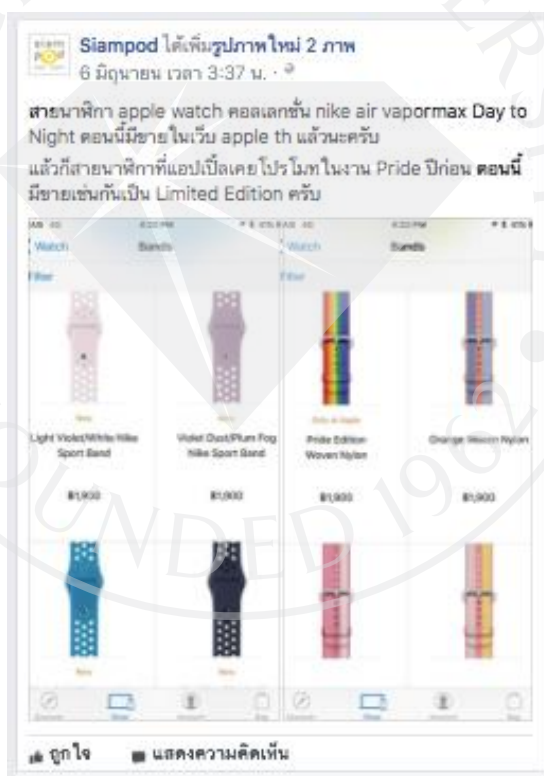 Siampod ได้เพิ่มรูปภาพใหม่ 2 ภาพ
6 มิถุนายน เวลา 3:37 น. ·
สายนาฬิกา apple watch คอลเลกชั่น nike air vapormax Day to
Night ตอนนี้มีขายในเว็บ apple th แล้วนะครับ
แล้วก็สายนาฬิกาที่แอปเปิ้ลเคยโปรโมทในงาน Pride ปีก่อน ตอนนี้
มีขายเช่นกันเป็น Limited Edition ครับ
Watch Bands
Watch Bands
Filter
Filter
Light Violet/White Nike
Sport Band
฿1,900
Violet Dust/Plum Fog
Nike Sport Band
฿1,900
Pride Edition
Woven Nylon
฿1,900
Orange Woven Nylon
฿1,900
ถูกใจ แสดงความคิดเห็น
UNDED 1962